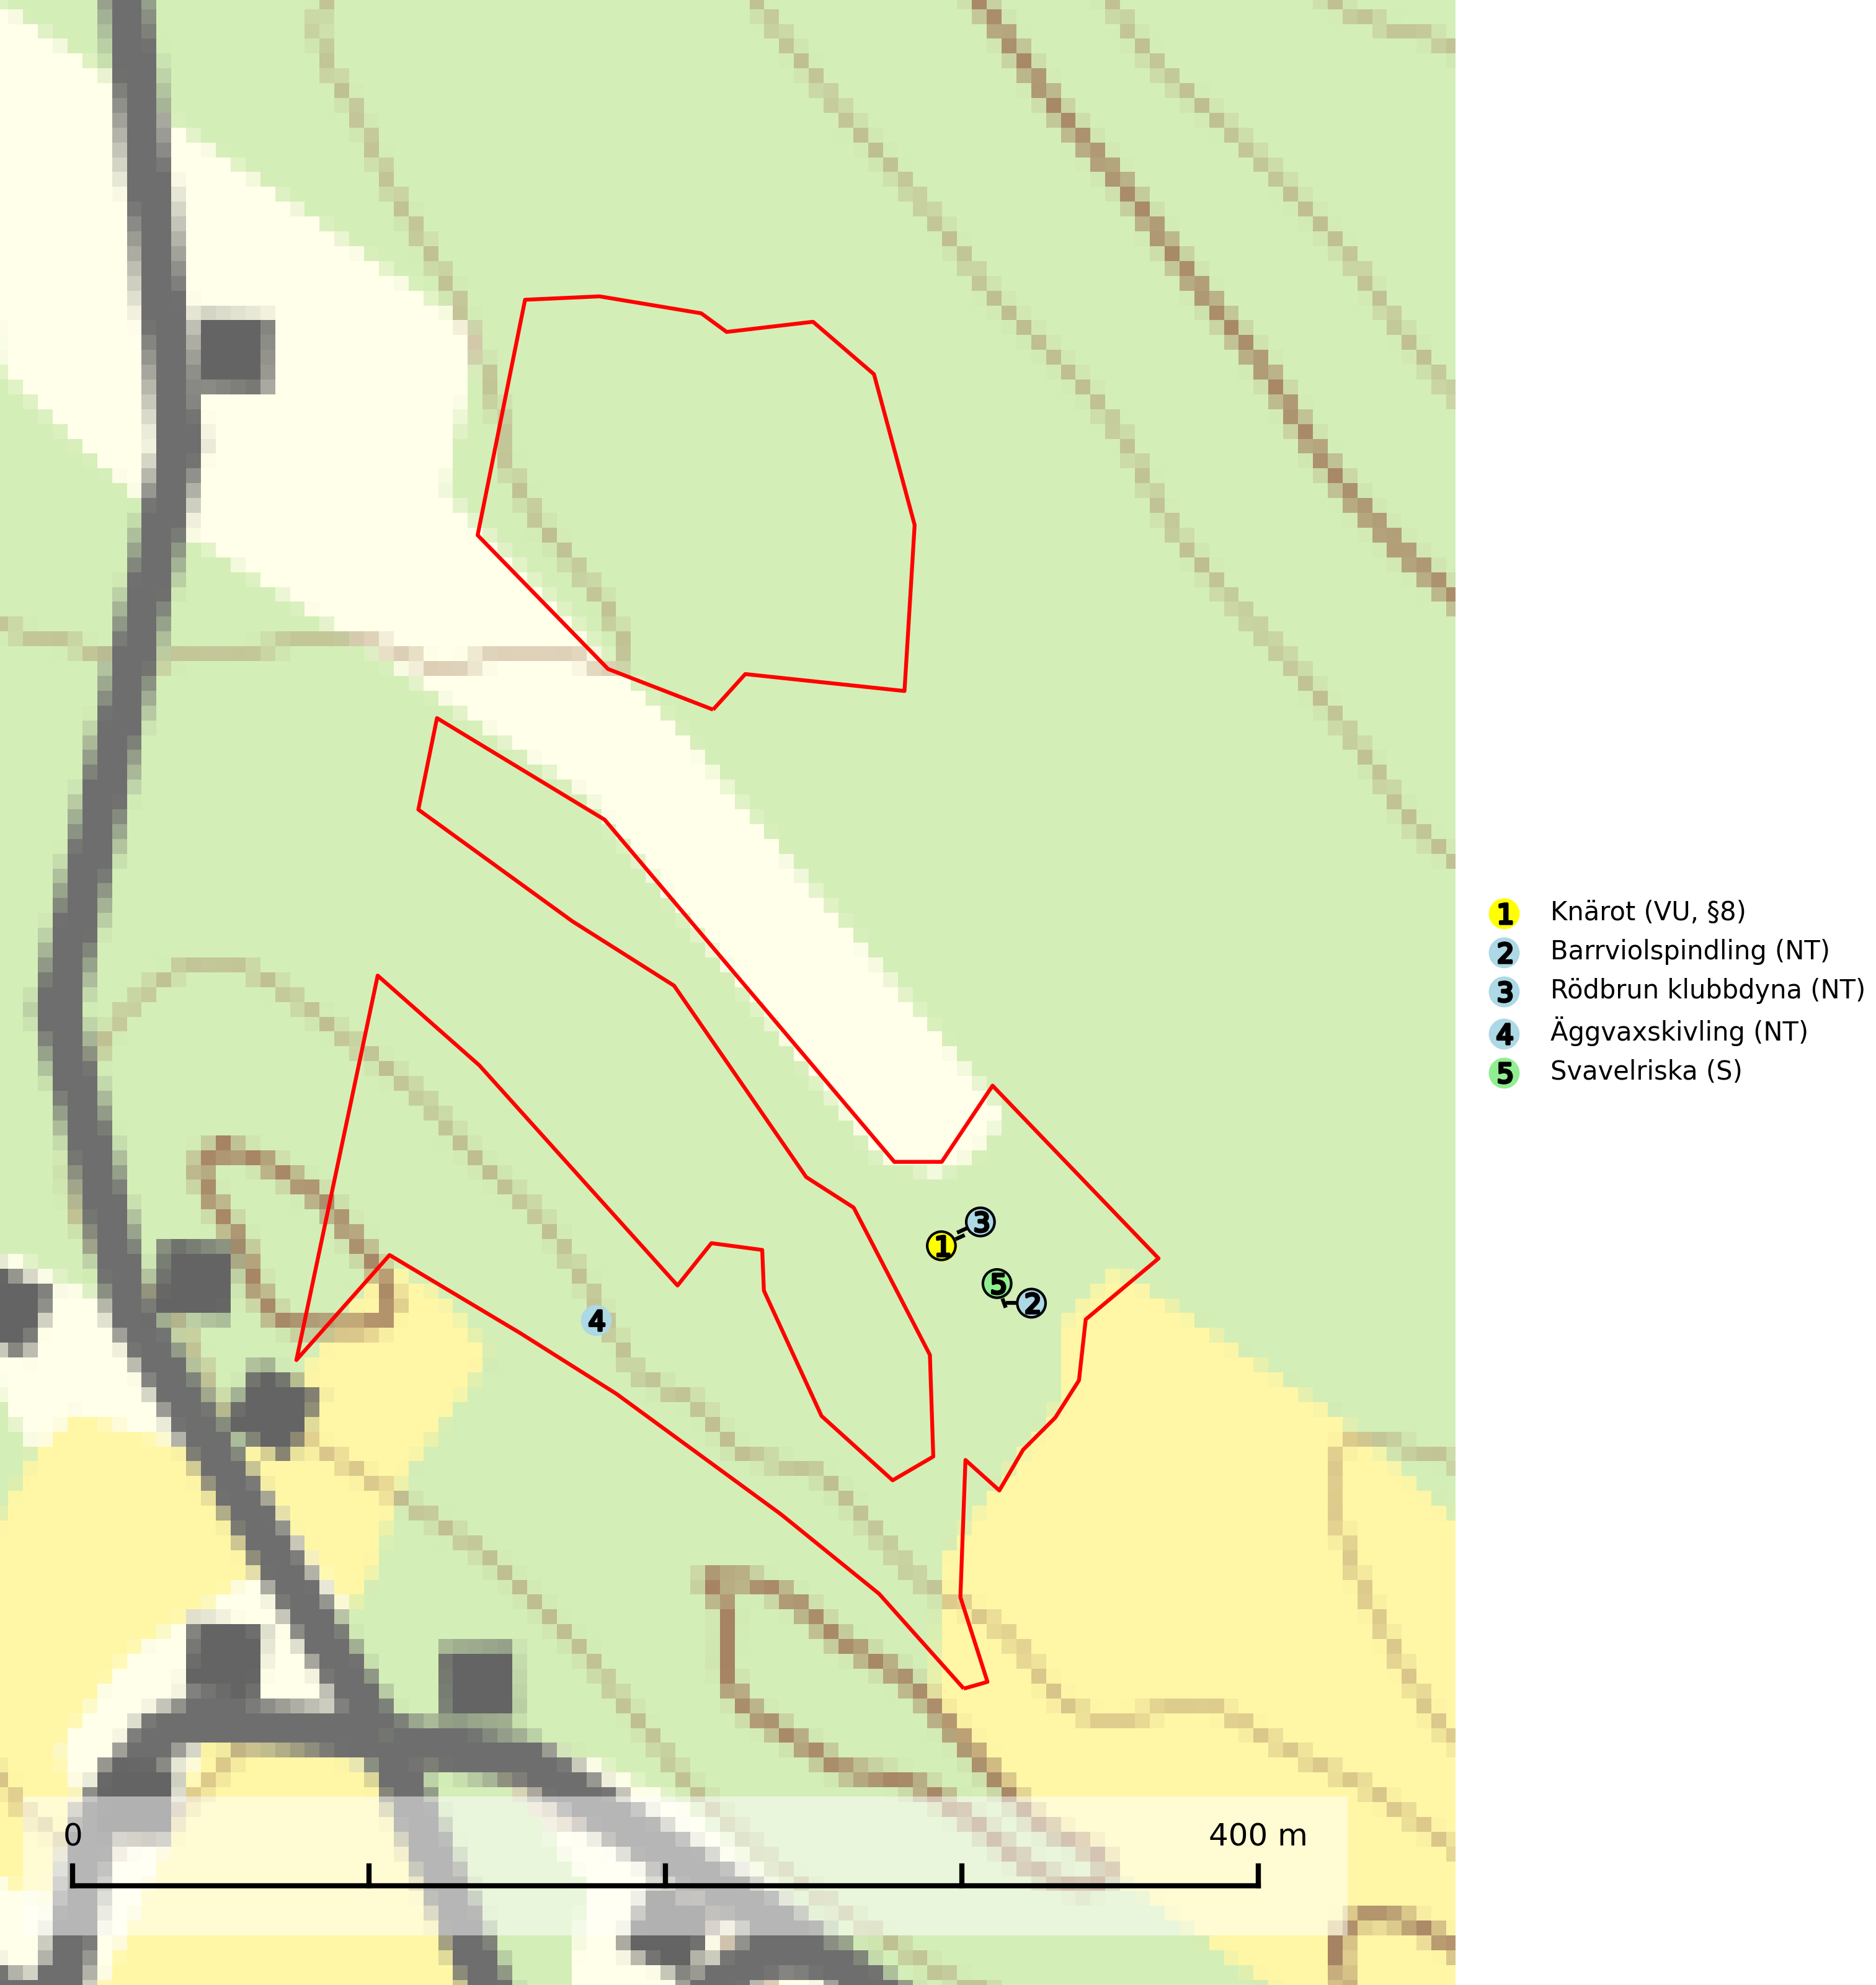 3
1
5
2
4
1 Knärot (VU, §8)
2 Barrviolspindling (NT)
3 Rödbrun klubbdyna (NT)
4 Äggvaxskivling (NT)
5 Svavelriska (S)
0 400 m